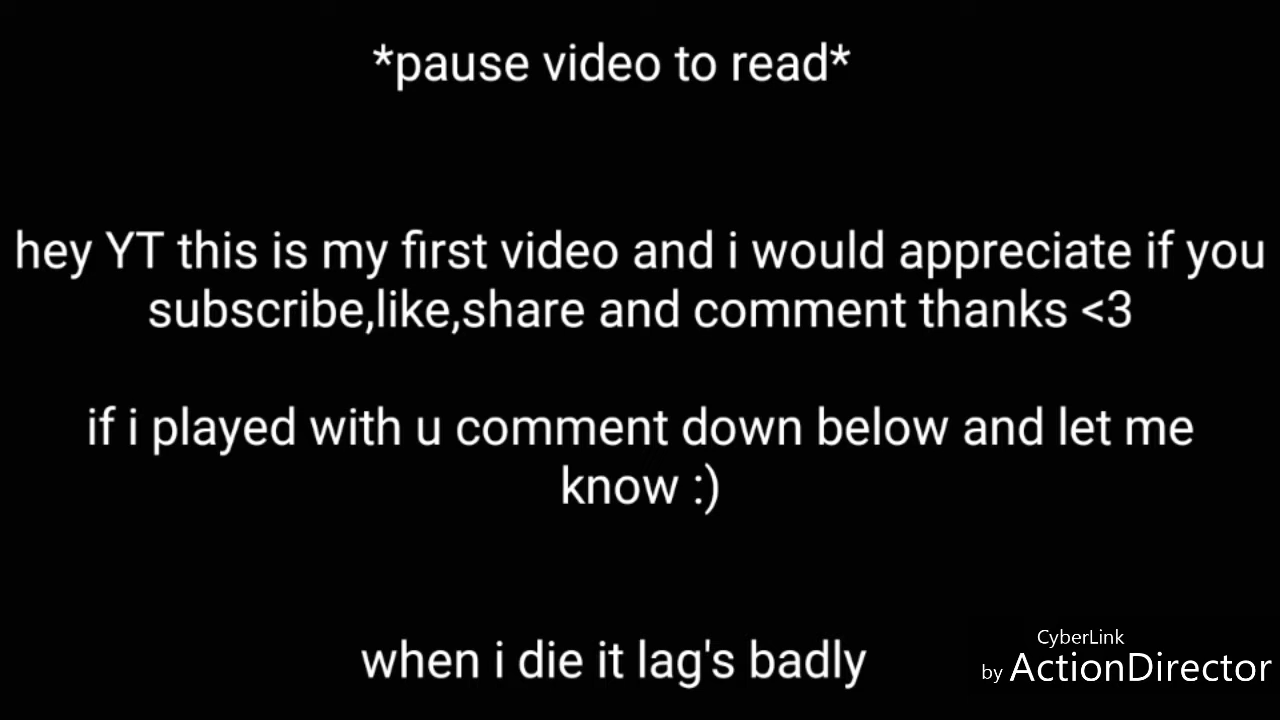 *pause video to read*
hey YT this is my first video and i would appreciate if you
subscribe,like,share and comment thanks <3
if i played with u comment down below and let me
know :)
when i die it lag's badly
CyberLink
by ActionDirector